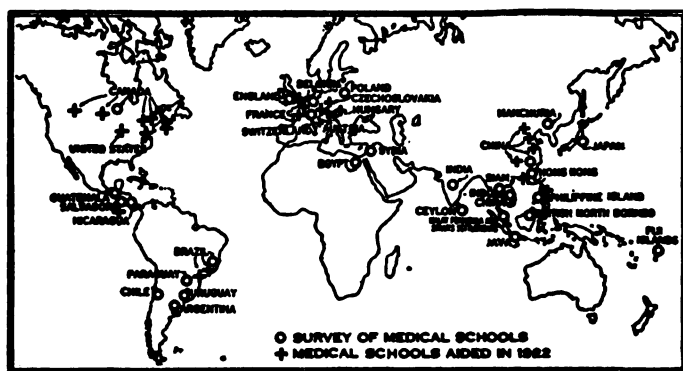 CANADA
UNITED STATES
GUATEMALA
SALVADOR
NICARAGUA
BRAZIL
PARAGUAY
CHILE
URUGUAY
ARGENTINA
BELGIUM
POLAND
ENGLAND
CZECHOSLOVAKIA
FRANCE
HUNGARY
SWITZERLAND
AUSTRIA
SYRIA
EGYPT
MANCHURIA
CHINA
JAPAN
INDIA
SIAM
HONG KONG
CEYLON
PHILIPPINE ISLAND
BRITISH NORTH BORNEO
JAVA
FIJI
ISLANDS
O SURVEY OF MEDICAL SCHOOLS
+ MEDICAL SCHOOLS AIDED IN 1922